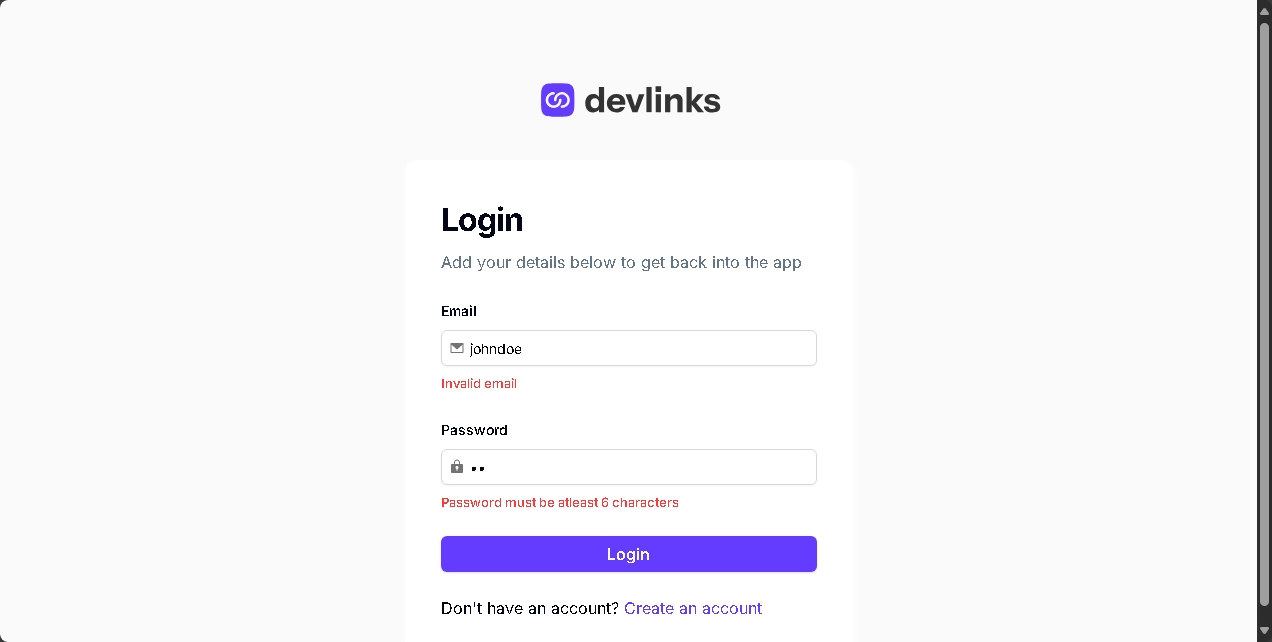 devlinks
Login
Add your details below to get back into the app
Email
johndoe
Invalid email
Password
••
Password must be atleast 6 characters
Login
Don't have an account? Create an account